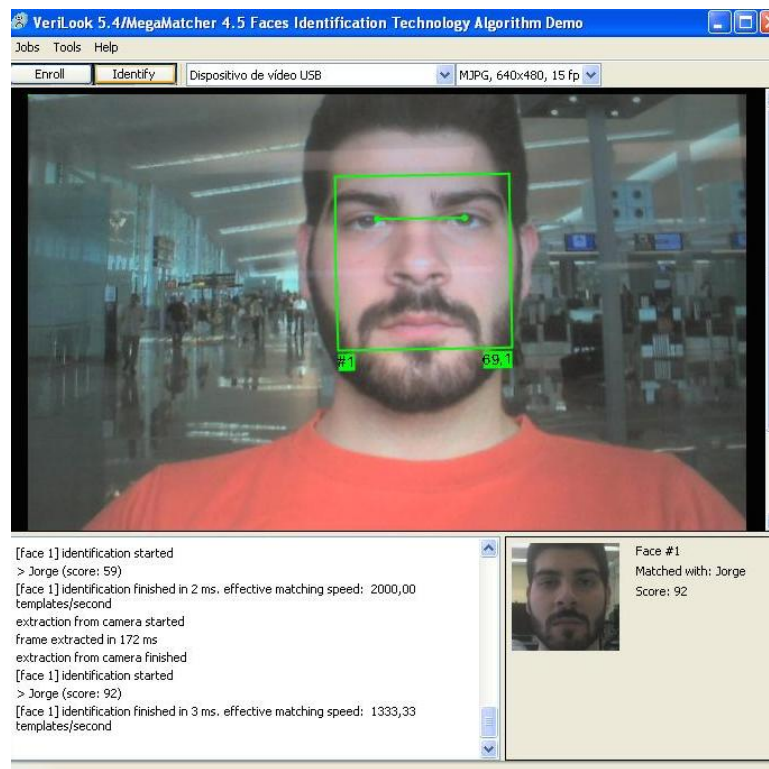 VeriLook 5.4/MegaMatcher 4.5 Faces Identification Technology Algorithm Demo
Jobs Tools Help
Enroll Identify Dispositivo de vídeo USB MJPG, 640x480, 15 fp
#1 69,1
[face 1] identification started
> Jorge (score: 59)
[face 1] identification finished in 2 ms. effective matching speed: 2000,00
templates/second
extraction from camera started
frame extracted in 172 ms
extraction from camera finished
[face 1] identification started
> Jorge (score: 92)
[face 1] identification finished in 3 ms. effective matching speed: 1333,33
templates/second
Face #1
Matched with: Jorge
Score: 92